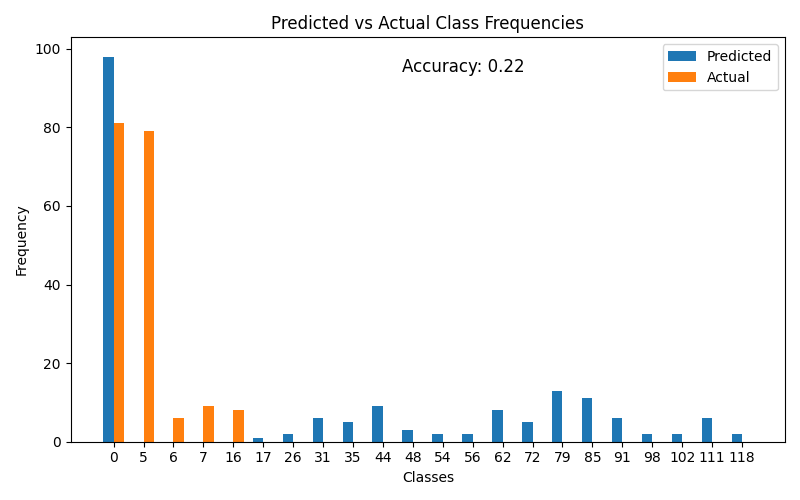 Predicted vs Actual Class Frequencies
Accuracy: 0.22
Predicted
Actual
Frequency
100
80
60
40
20
0
0 5 6 7 16 17 26 31 35 44 48 54 56 62 72 79 85 91 98 102 111 118
Classes